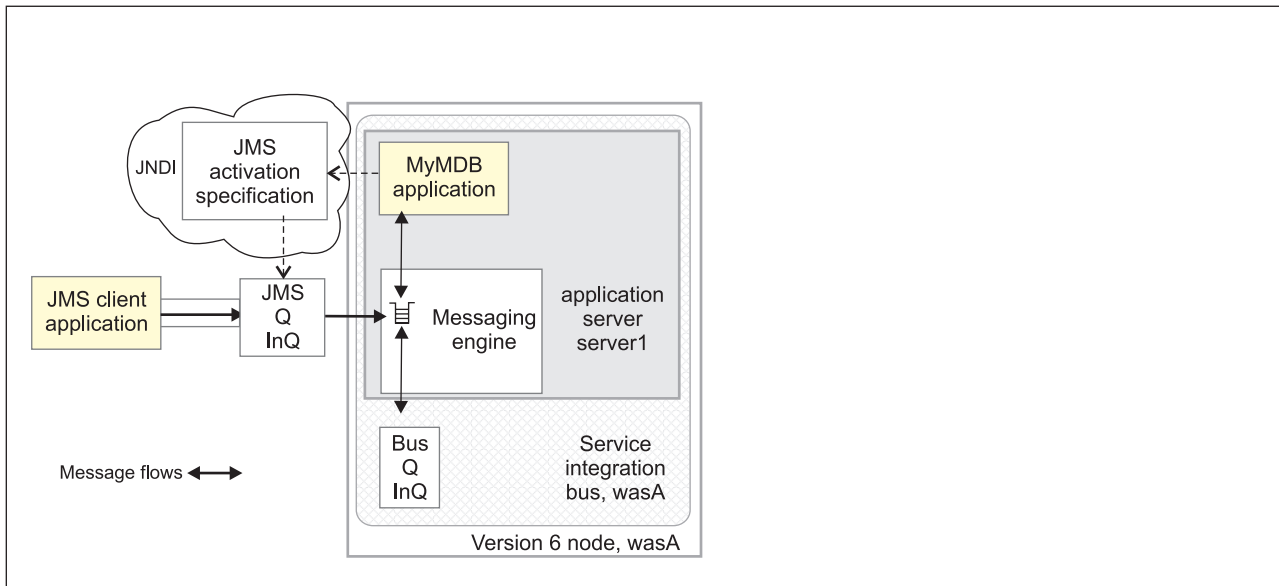 JNDI
JMS
activation
specification
MyMDB
application
JMS client
application
JMS
Q
InQ
Messaging
engine
application
server
server1
Bus
Q
InQ
Service
integration
bus, wasA
Message flows
Version 6 node, wasA